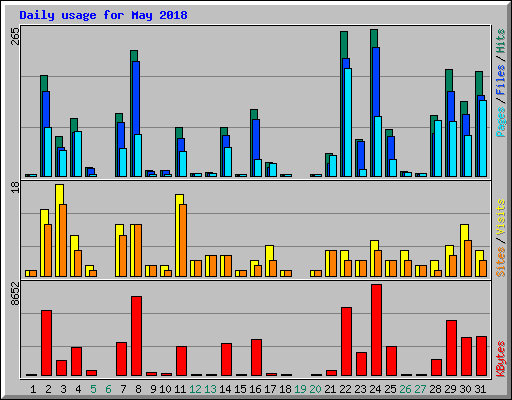 Daily usage for May 2018
265
Pages / Files / Hits
18
Sites / Visits
8652
KBytes
1 2 3 4 5 6 7 8 9 10 11 12 13 14 15 16 17 18 19 20 21 22 23 24 25 26 27 28 29 30 31